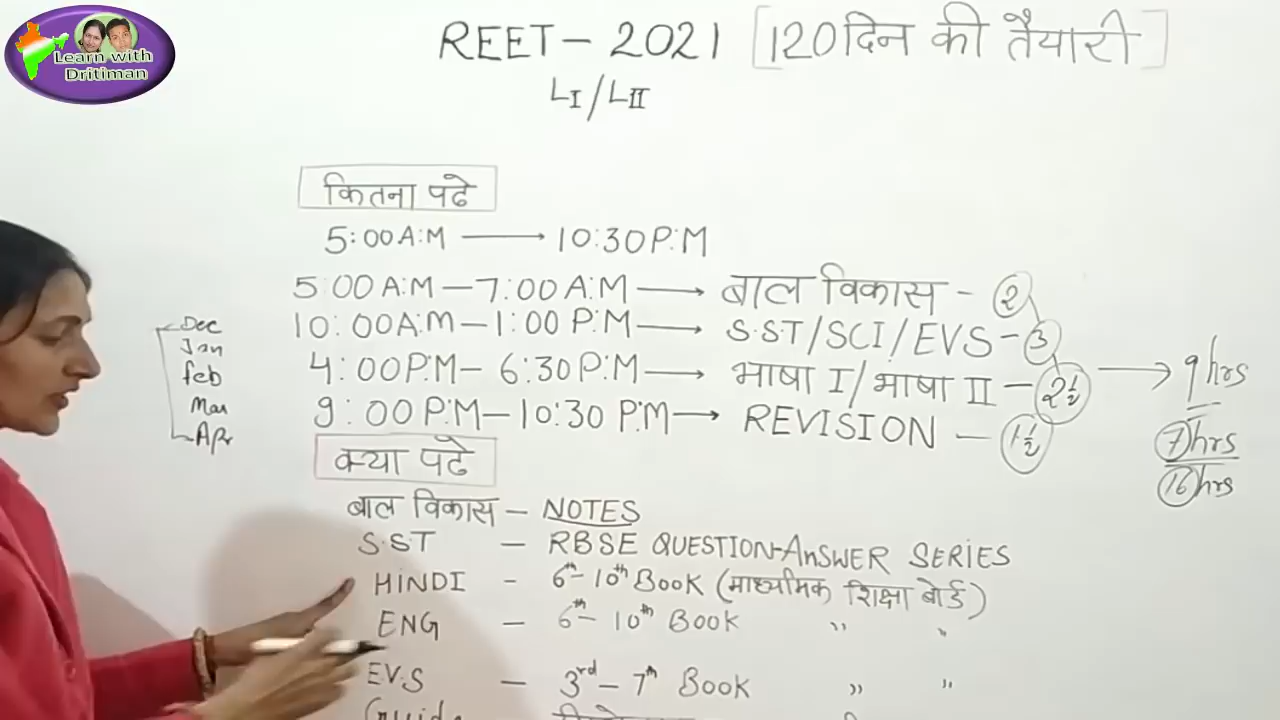 Learn with
Dritiman
REET - 2021 [120 दिन की तैयारी]
LI / LII
कितना पढे
5:00 A:M → 10:30 P:M
5:00 A:M - 7:00 A:M → बाल विकास - 2
10:00 A:M - 1:00 P:M → S.S.T/SCI/EVS - 3
4:00 P:M - 6:30 P:M → भाषा I/भाषा II - 2½ → 9 hrs
9:00 P:M - 10:30 P:M → REVISION - 1½
7 hrs
16 hrs
Dec
Jan
feb
Mar
Apr
क्या पढे
बाल विकास - NOTES
S.S.T - RBSE QUESTION-ANSWER SERIES
HINDI - 6th - 10th BOOK (माध्यमिक शिक्षा बोर्ड)
ENG - 6th - 10th BOOK " "
EV.S - 3rd - 7th BOOK " "